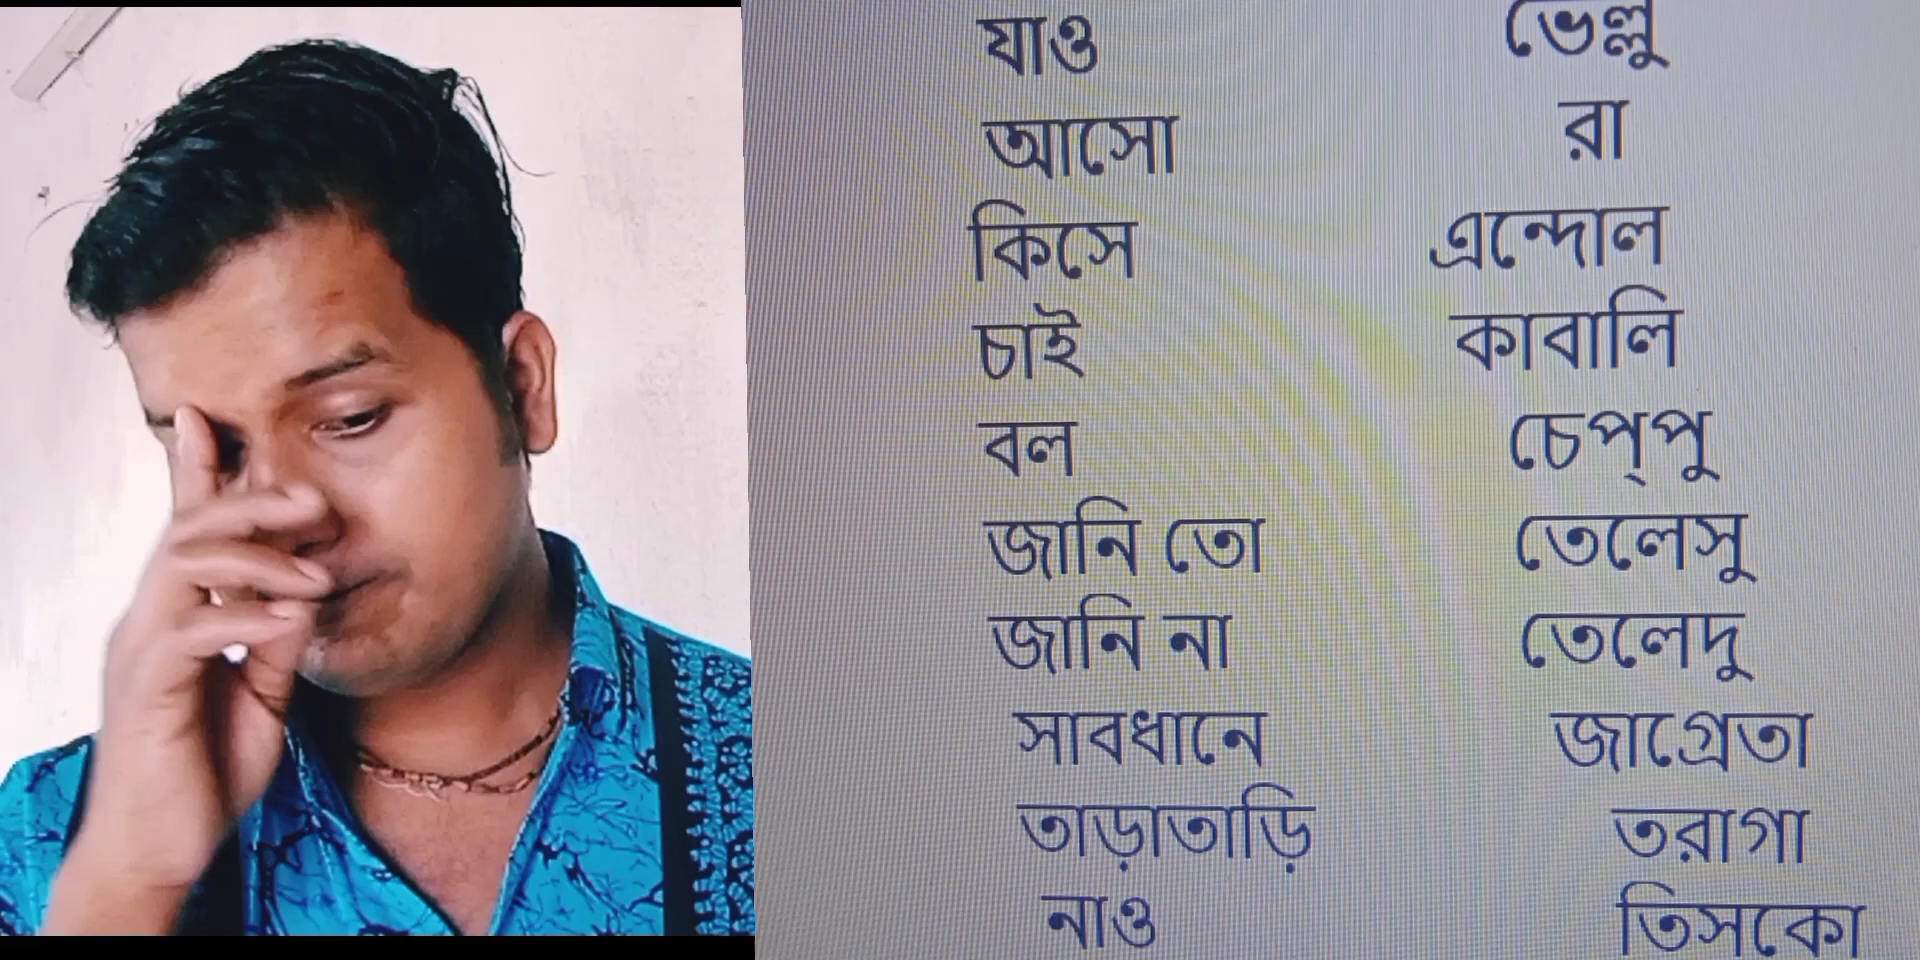 যাও ভেল্লু
আসো রা
কিসে এন্দোল
চাই কাবালি
বল চেপ্‌পু
জানি তো তেলেসু
জানি না তেলেদু
সাবধানে জাগ্রেতা
তাড়াতাড়ি তরাগা
নাও তিসকো